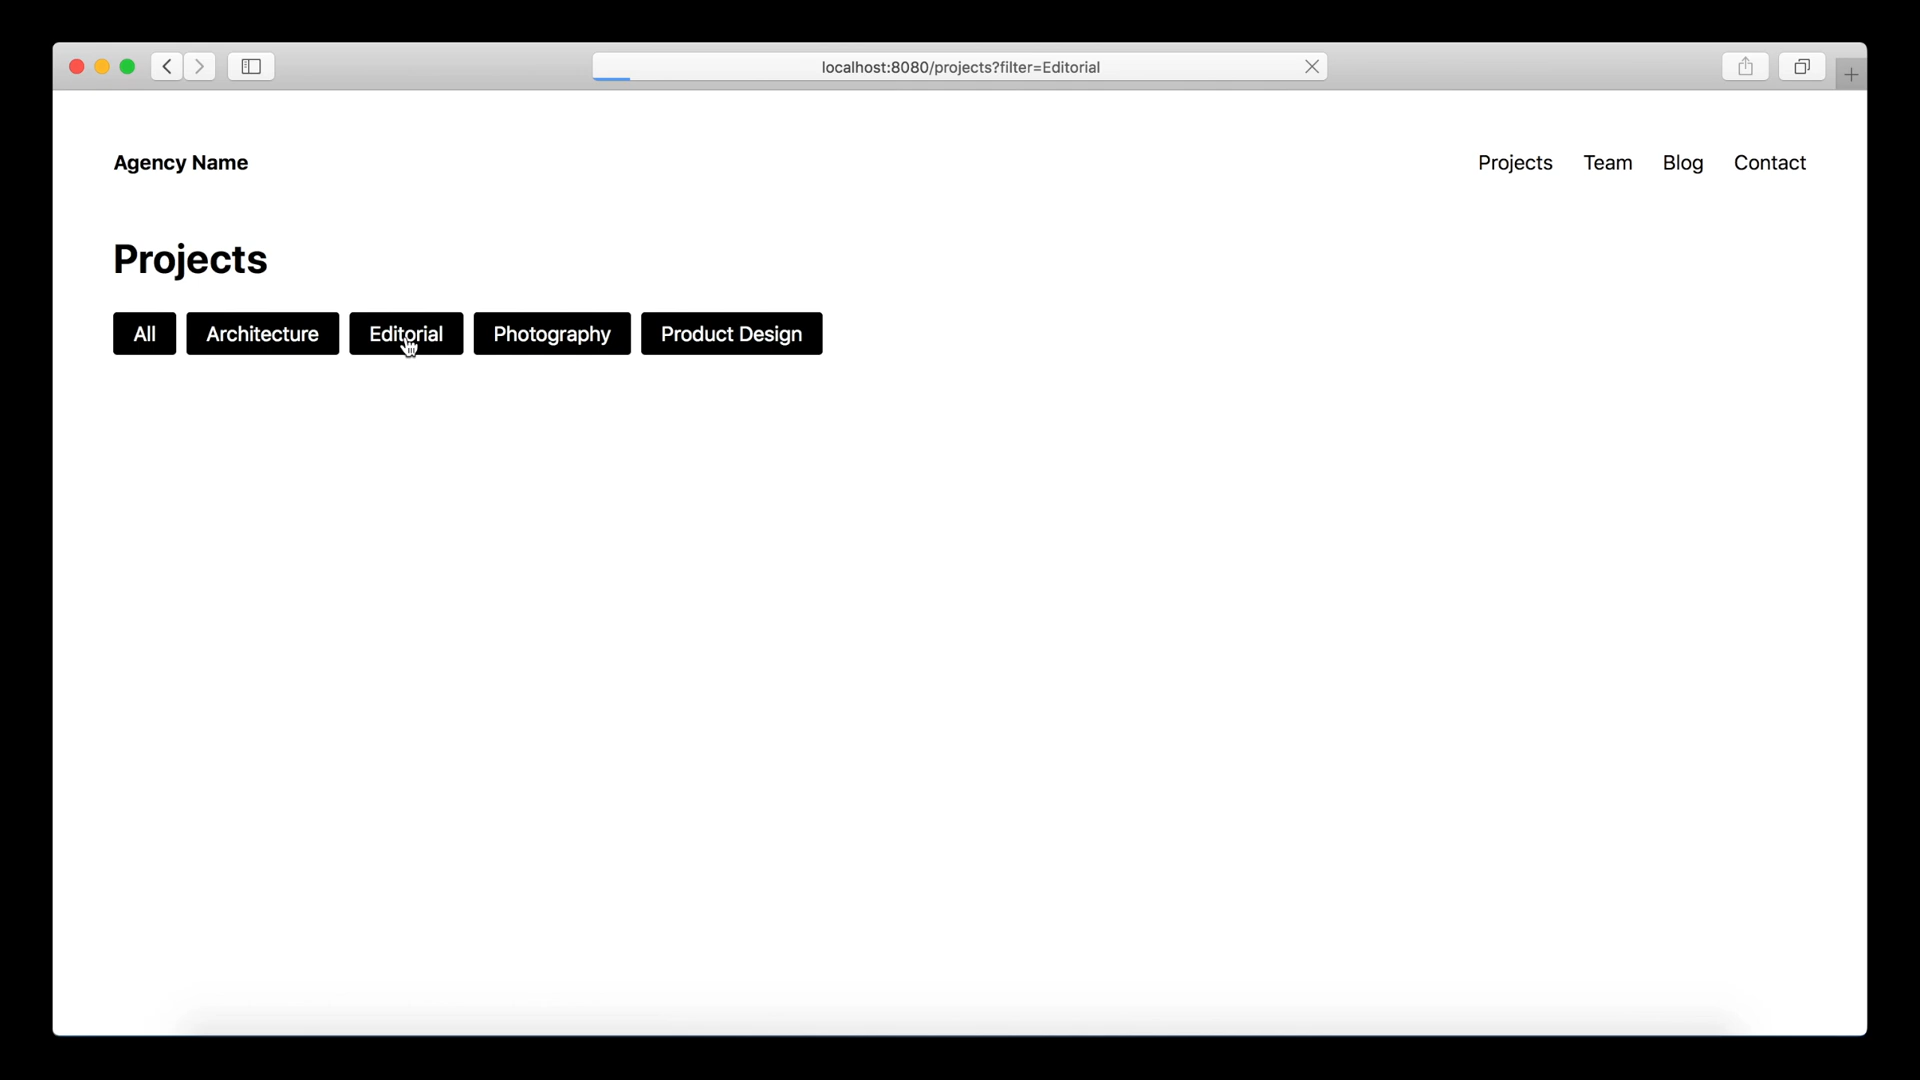 localhost:8080/projects?filter=Editorial
Agency Name
Projects Team Blog Contact
Projects
All Architecture Editorial Photography Product Design